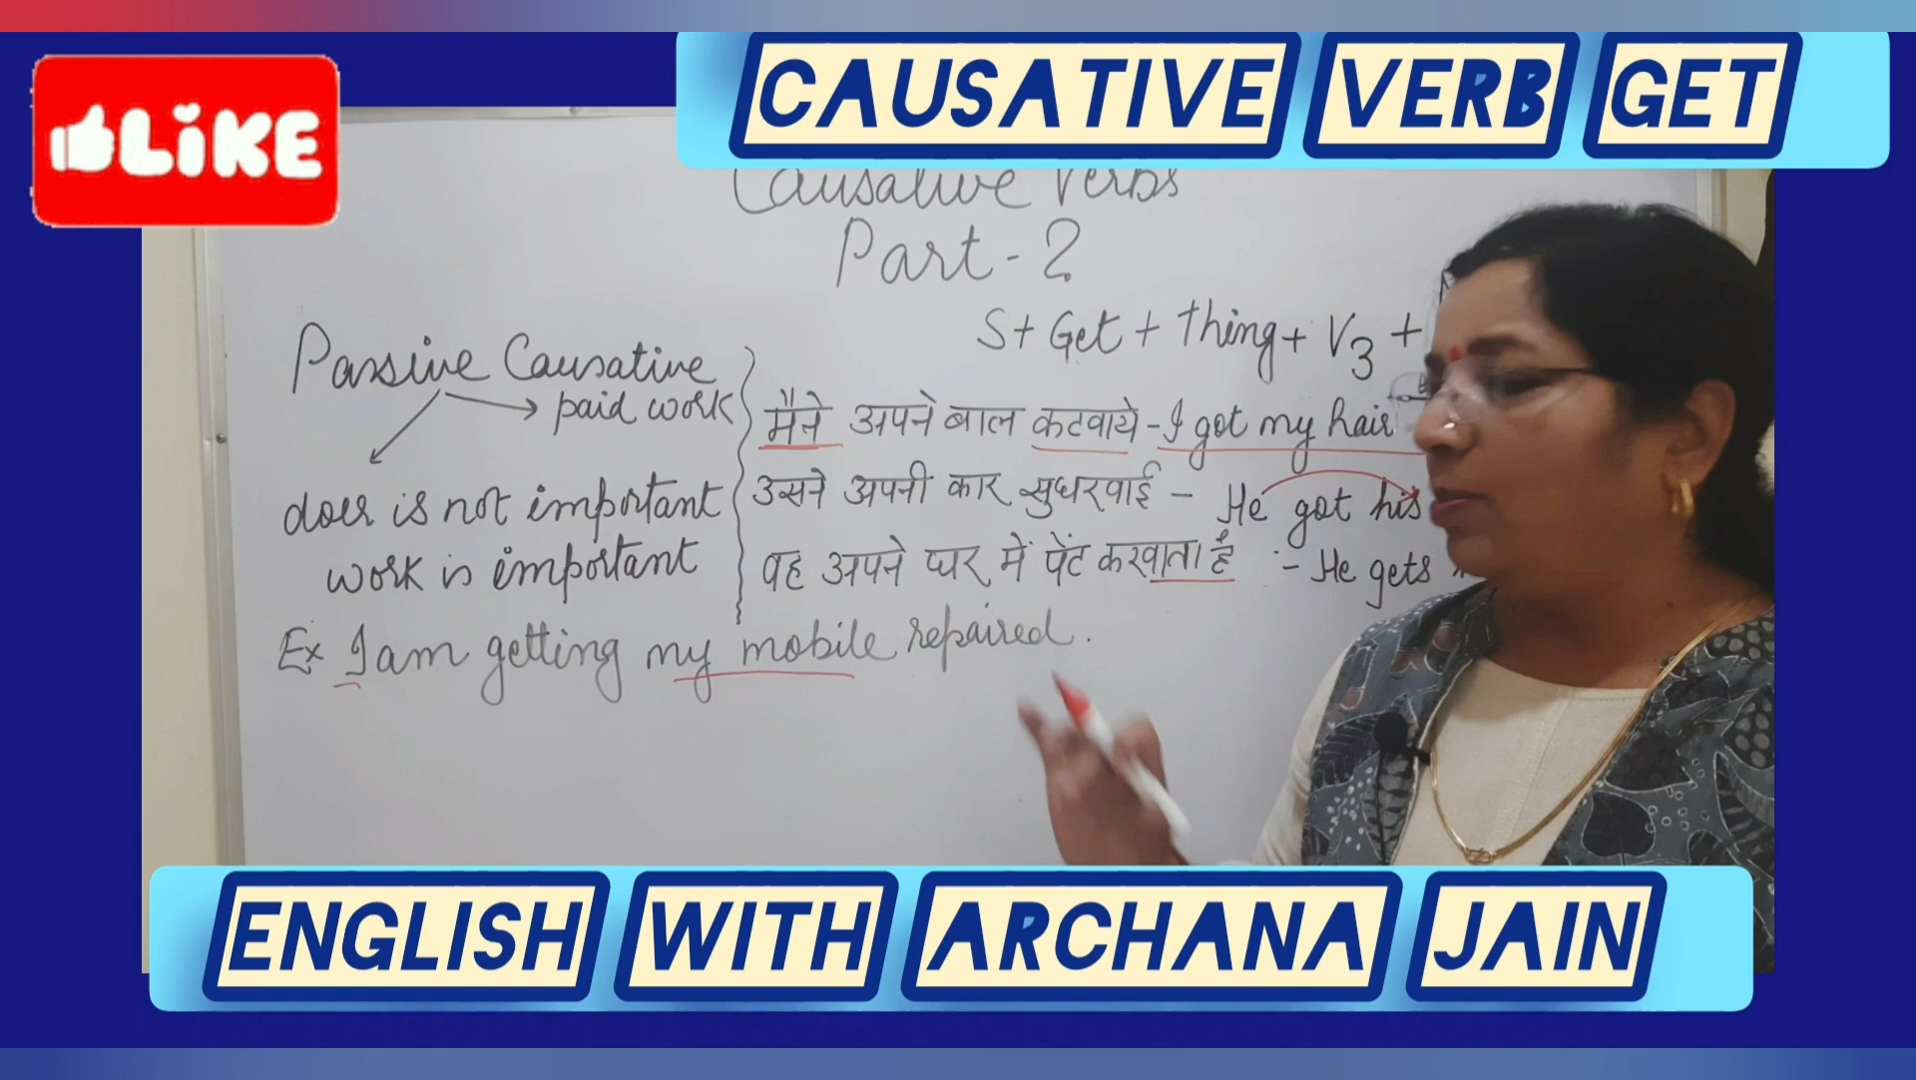 LIKE
CAUSATIVE VERB GET
Causative Verbs
Part - 2
S + Get + thing + V3 +
Passive Causative
paid work
मैंने अपने बाल कटवाये - I got my hair
doer is not important
उसने अपनी कार सुधरवाई - He got his
work is important
वह अपने घर में पेंट करवाता है :- He gets
Ex I am getting my mobile repaired.
ENGLISH WITH ARCHANA JAIN